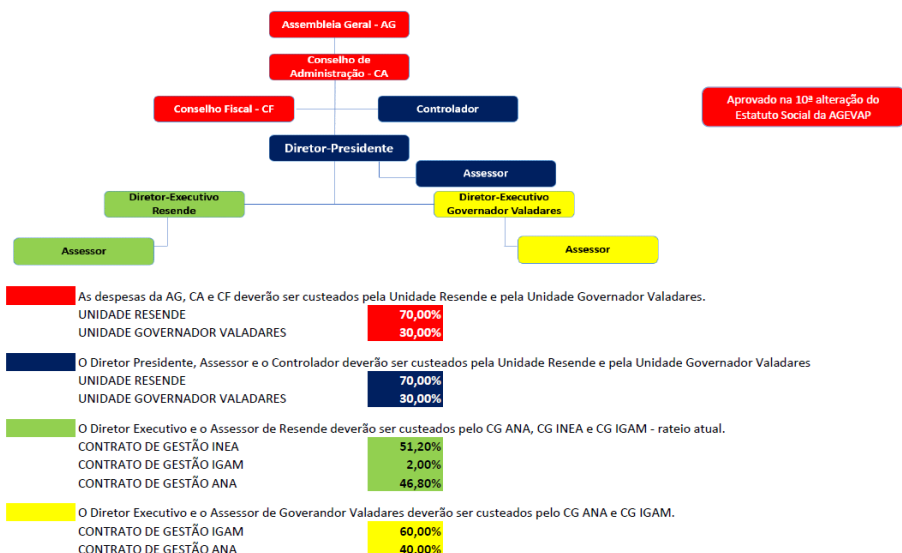 Assembleia Geral - AG
Conselho de
Administração - CA
Conselho Fiscal - CF
Controlador
Aprovado na 10ª alteração do
Estatuto Social da AGEVAP
Diretor-Presidente
Assessor
Diretor-Executivo
Resende
Diretor-Executivo
Governador Valadares
Assessor
Assessor
As despesas da AG, CA e CF deverão ser custeados pela Unidade Resende e pela Unidade Governador Valadares.
UNIDADE RESENDE 70,00%
UNIDADE GOVERNADOR VALADARES 30,00%
O Diretor Presidente, Assessor e o Controlador deverão ser custeados pela Unidade Resende e pela Unidade Governador Valadares
UNIDADE RESENDE 70,00%
UNIDADE GOVERNADOR VALADARES 30,00%
O Diretor Executivo e o Assessor de Resende deverão ser custeados pelo CG ANA, CG INEA e CG IGAM - rateio atual.
CONTRATO DE GESTÃO INEA 51,20%
CONTRATO DE GESTÃO IGAM 2,00%
CONTRATO DE GESTÃO ANA 46,80%
O Diretor Executivo e o Assessor de Goverandor Valadares deverão ser custeados pelo CG ANA e CG IGAM.
CONTRATO DE GESTÃO IGAM 60,00%
CONTRATO DE GESTÃO ANA 40,00%